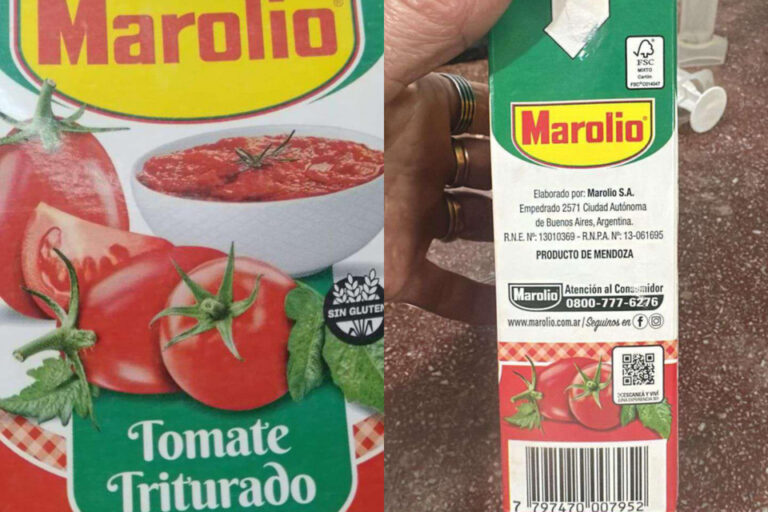 Marolio®
SIN GLUTEN
Tomate
Triturado
FSC
MIXTO
Cartón
Marolio®
Elaborado por: Marolio S.A.
Empedrado 2571 Ciudad Autónoma
de Buenos Aires, Argentina.
R.N.E. Nº: 13010369 - R.N.P.A. Nº: 13-061695
PRODUCTO DE MENDOZA
Marolio Atención al Consumidor
0800-777-6276
www.marolio.com.ar / Seguinos en
ESCANEÁ Y VIVÍ
7 797470 007952